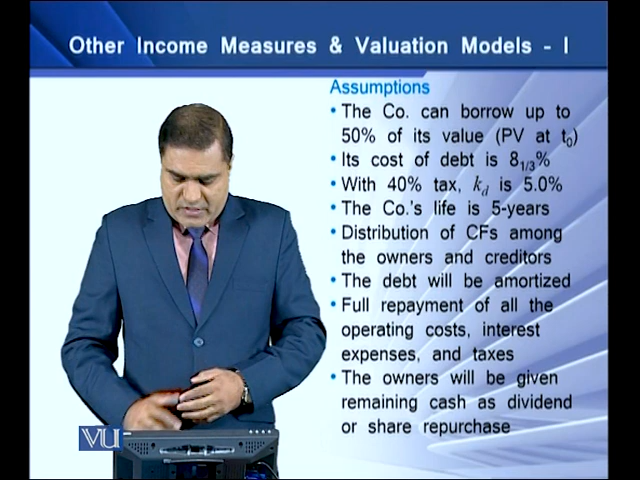 Other Income Measures & Valuation Models - I
Assumptions
• The Co. can borrow up to
50% of its value (PV at t0)
• Its cost of debt is 81/3%
• With 40% tax, kd is 5.0%
• The Co.'s life is 5-years
• Distribution of CFs among
the owners and creditors
• The debt will be amortized
• Full repayment of all the
operating costs, interest
expenses, and taxes
• The owners will be given
remaining cash as dividend
or share repurchase
VU